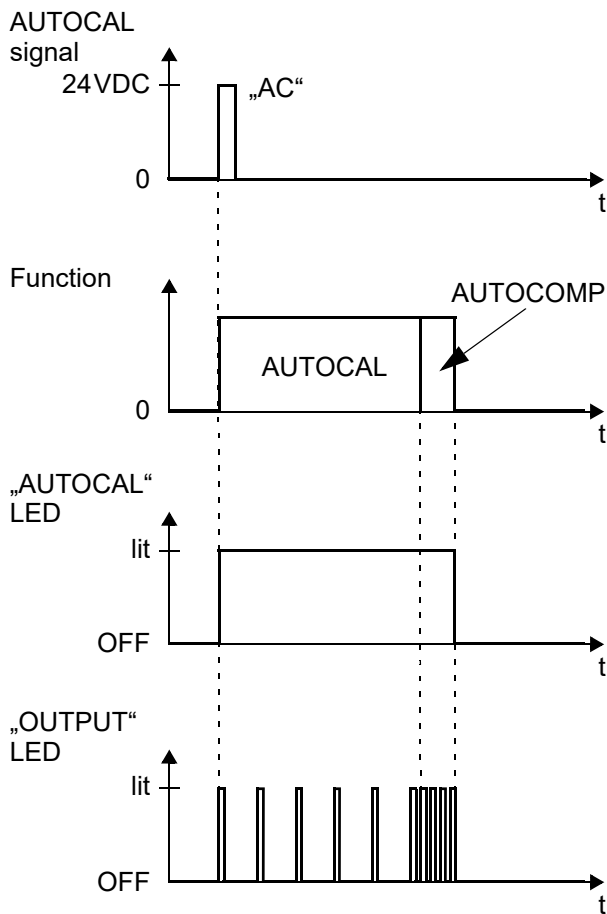 AUTOCAL
signal
24VDC
„AC“
0
t
Function
AUTOCOMP
AUTOCAL
0
t
„AUTOCAL“
LED
lit
OFF
t
„OUTPUT“
LED
lit
OFF
t